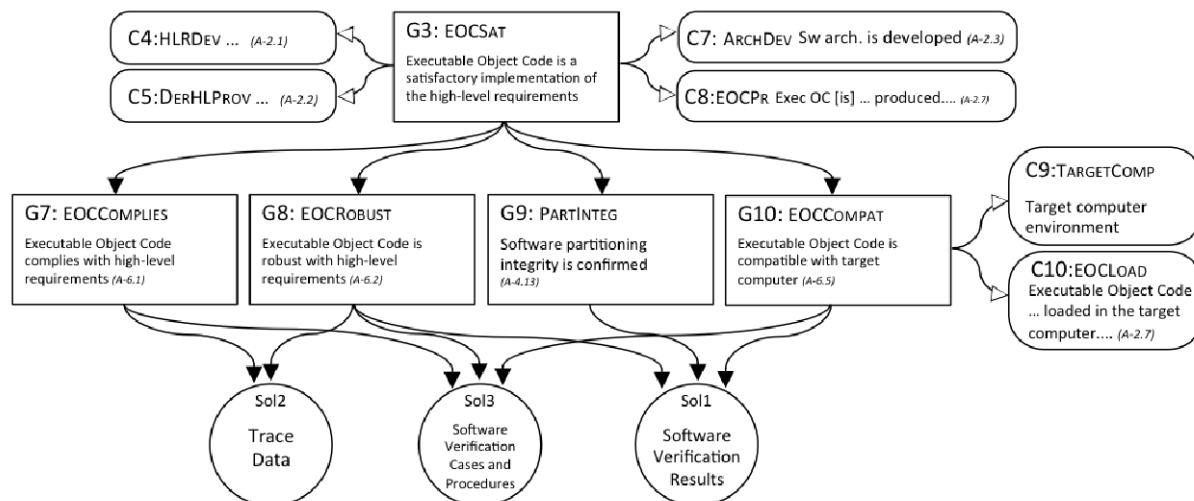 C4:HLRDEV ... (A-2.1)
C5:DERHLPROV ... (A-2.2)
G3: EOCSAT
Executable Object Code is a
satisfactory implementation of
the high-level requirements
C7: ARCHDEV Sw arch. is developed (A-2.3)
C8:EOCPR Exec OC [is] ... produced.... (A-2.7)
G7: EOCCOMPLIES
Executable Object Code
complies with high-level
requirements (A-6.1)
G8: EOCROBUST
Executable Object Code is
robust with high-level
requirements (A-6.2)
G9: PARTINTEG
Software partitioning
integrity is confirmed
(A-4.13)
G10: EOCCOMPAT
Executable Object Code is
compatible with target
computer (A-6.5)
C9:TARGETCOMP
Target computer
environment
C10:EOCLOAD
Executable Object Code
... loaded in the target
computer.... (A-2.7)
Sol2
Trace
Data
Sol3
Software
Verification
Cases and
Procedures
Sol1
Software
Verification
Results